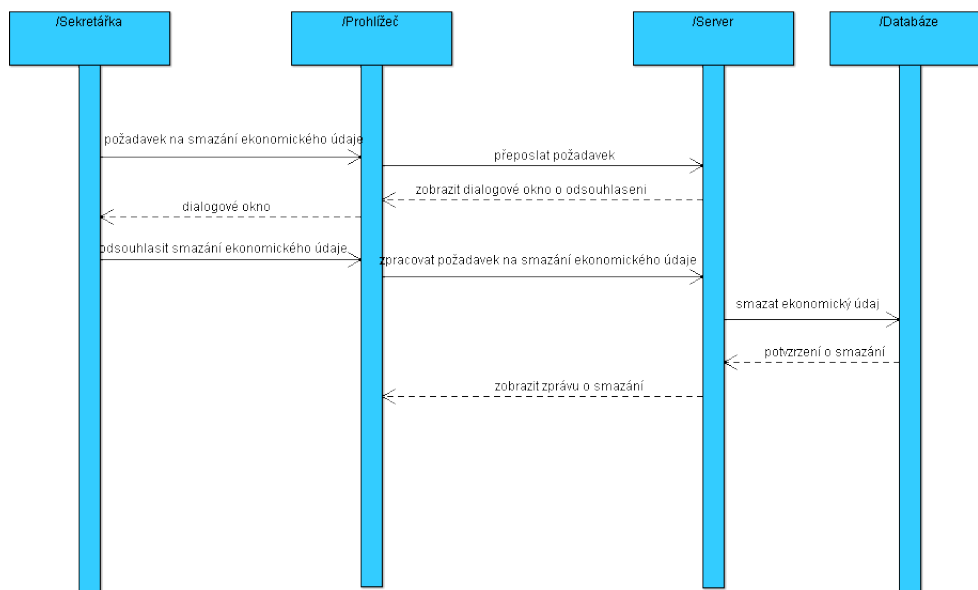 /Sekretářka
/Prohlížeč
/Server
/Databáze
požadavek na smazání ekonomického údaje
přeposlat požadavek
zobrazit dialogové okno o odsouhlaseni
dialogové okno
odsouhlasit smazání ekonomického údaje
zpracovat požadavek na smazání ekonomického údaje
smazat ekonomický údaj
potvzrzení o smazání
zobrazit zprávu o smazání